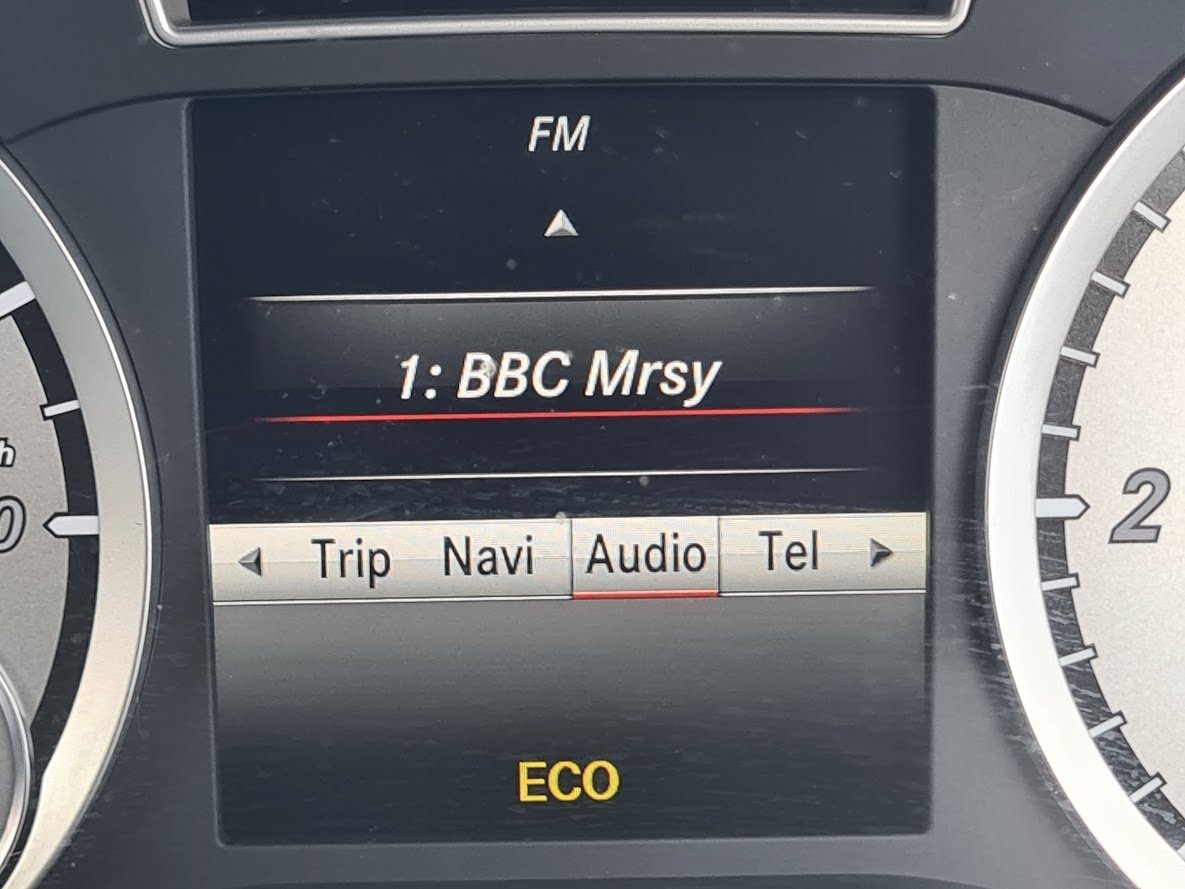 FM
1: BBC Mrsy
Trip Navi Audio Tel
ECO
2